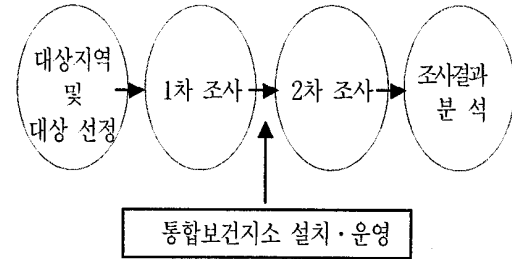 대상지역
및
대상 선정
1차 조사
2차 조사
조사결과
분 석
통합보건지소 설치·운영